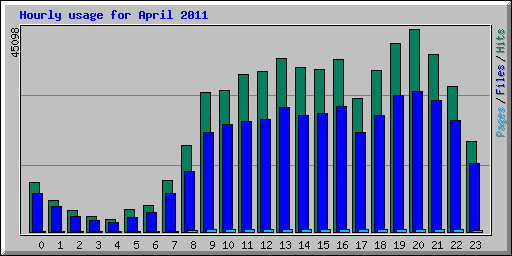 Hourly usage for April 2011
45098
Pages / Files / Hits
0 1 2 3 4 5 6 7 8 9 10 11 12 13 14 15 16 17 18 19 20 21 22 23